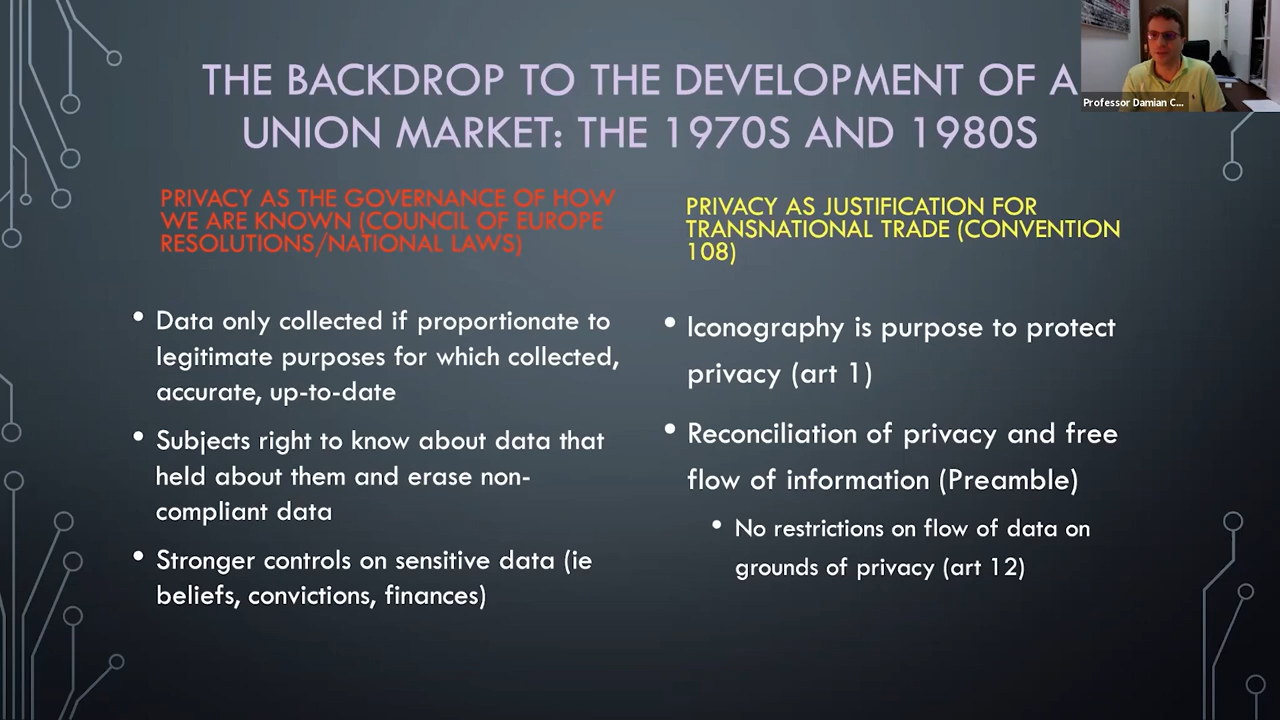 THE BACKDROP TO THE DEVELOPMENT OF A
UNION MARKET: THE 1970S AND 1980S
Professor Damian C...
PRIVACY AS THE GOVERNANCE OF HOW
WE ARE KNOWN (COUNCIL OF EUROPE
RESOLUTIONS/NATIONAL LAWS)
• Data only collected if proportionate to
legitimate purposes for which collected,
accurate, up-to-date
• Subjects right to know about data that
held about them and erase non-
compliant data
• Stronger controls on sensitive data (ie
beliefs, convictions, finances)
PRIVACY AS JUSTIFICATION FOR
TRANSNATIONAL TRADE (CONVENTION
108)
• Iconography is purpose to protect
privacy (art 1)
• Reconciliation of privacy and free
flow of information (Preamble)
• No restrictions on flow of data on
grounds of privacy (art 12)